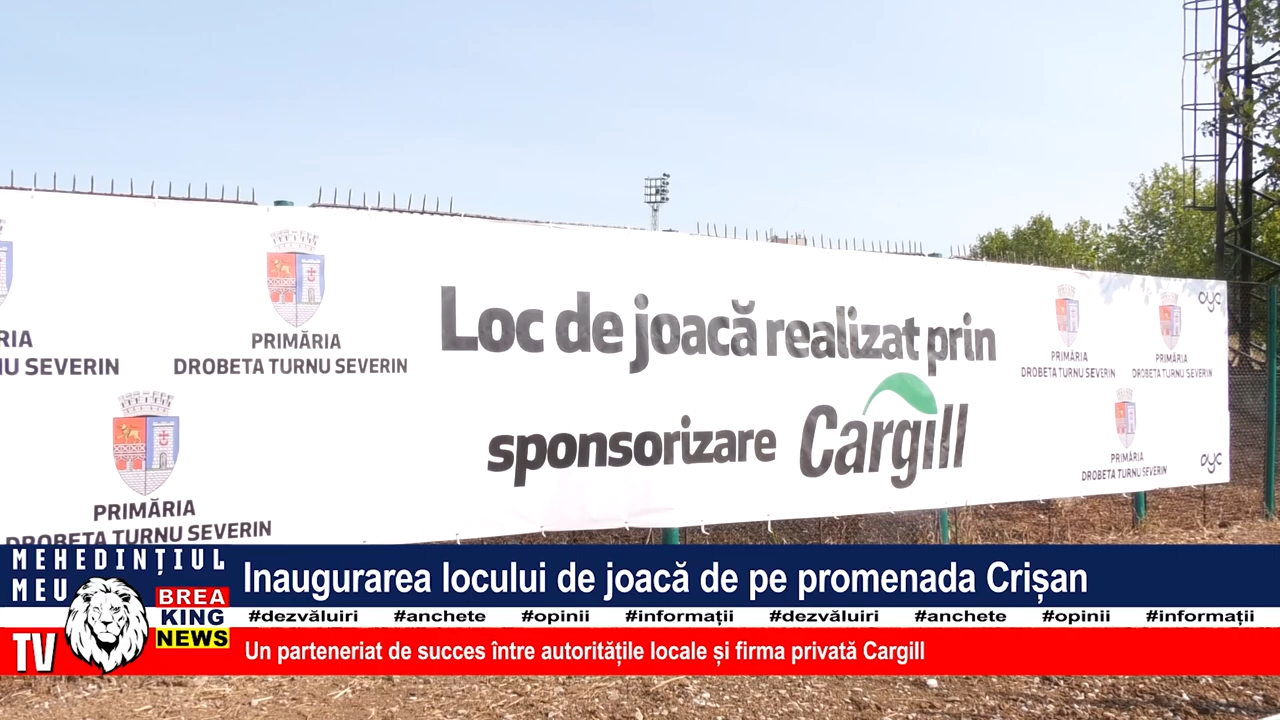 RIA
U SEVERIN
PRIMĂRIA
DROBETA TURNU SEVERIN
PRIMĂRIA
DROBETA TURNU SEVERIN
Loc de joacă realizat prin
sponsorizare Cargill
PRIMĂRIA
DROBETA TURNU SEVERIN
PRIMĂRIA
DROBETA TURNU SEVERIN
PRIMĂRIA
DROBETA TURNU SEVERIN
oyc
oyc
MEHEDINȚIUL
MEU
TV
BREA
KING
NEWS
Inaugurarea locului de joacă de pe promenada Crișan
#dezvăluiri #anchete #opinii #informații #dezvăluiri #anchete #opinii #informații
Un parteneriat de succes între autoritățile locale și firma privată Cargill